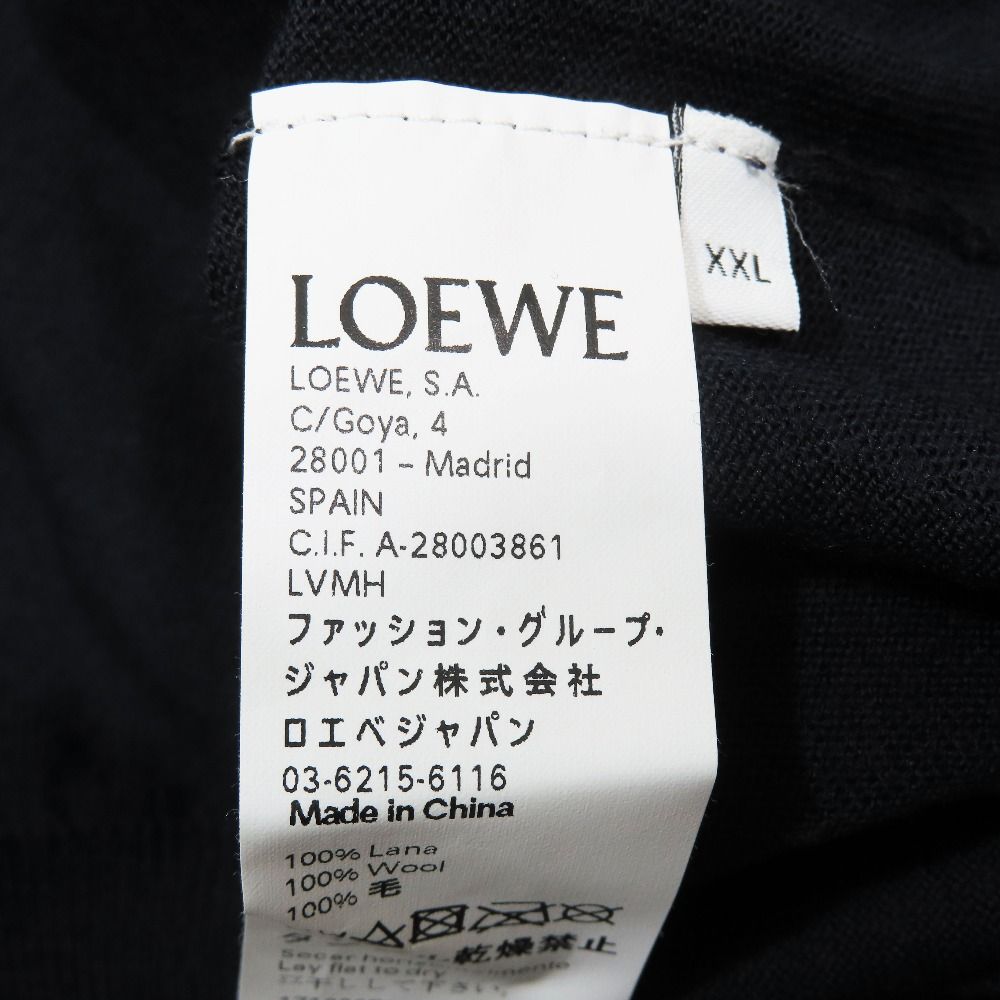 LOEWE
LOEWE, S.A.
C/Goya, 4
28001 – Madrid
SPAIN
C.I.F. A-28003861
LVMH
ファッション・グループ・
ジャパン株式会社
ロエベジャパン
03-6215-6116
Made in China
100% Lana
100% Wool
100% 毛
乾燥禁止
Secar
Lay flat to dry
XXL